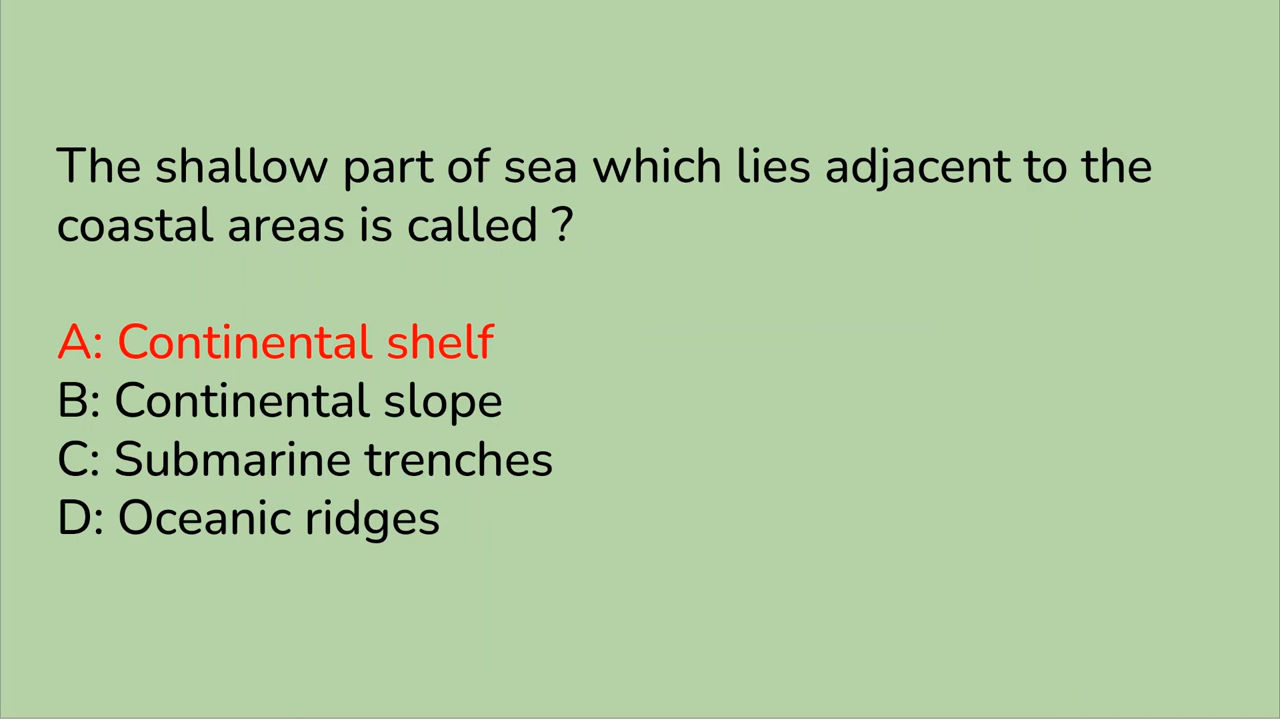 The shallow part of sea which lies adjacent to the
coastal areas is called ?
A: Continental shelf
B: Continental slope
C: Submarine trenches
D: Oceanic ridges